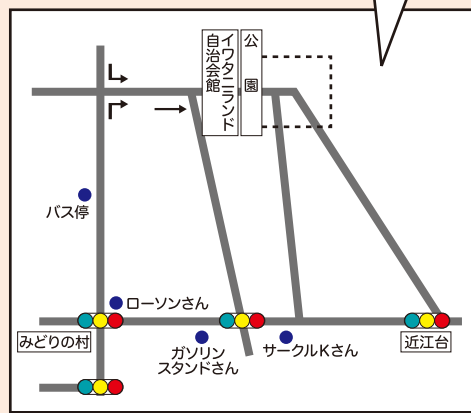 イワタニランド
自治会館
公園
バス停
ローソンさん
みどりの村
ガソリン
スタンドさん
サークルKさん
近江台